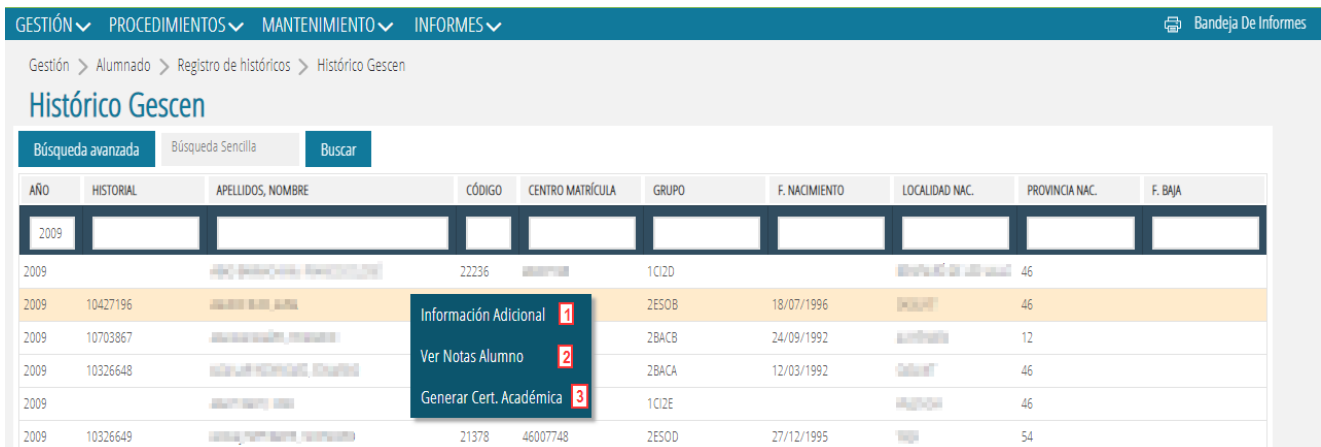 GESTIÓN PROCEDIMIENTOS MANTENIMIENTO INFORMES Bandeja De Informes
Gestión > Alumnado > Registro de históricos > Histórico Gescen
Histórico Gescen
Búsqueda avanzada Búsqueda Sencilla Buscar
AÑO HISTORIAL APELLIDOS, NOMBRE CÓDIGO CENTRO MATRÍCULA GRUPO F. NACIMIENTO LOCALIDAD NAC. PROVINCIA NAC. F. BAJA
2009
2009 22236 1CI2D 46
2009 10427196 2ESOB 18/07/1996 46
Información Adicional 1
2009 10703867 2BACB 24/09/1992 12
Ver Notas Alumno 2
2009 10326648 2BACA 12/03/1992 46
Generar Cert. Académica 3
2009 1CI2E 46
2009 10326649 21378 46007748 2ESOD 27/12/1995 54